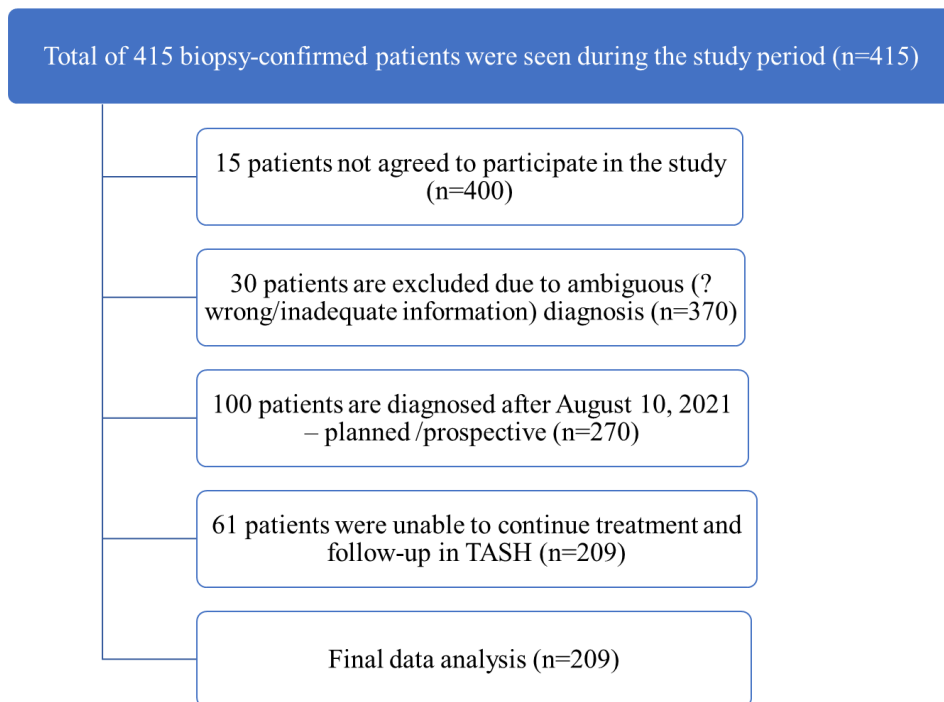 Total of 415 biopsy-confirmed patients were seen during the study period (n=415)
15 patients not agreed to participate in the study
(n=400)
30 patients are excluded due to ambiguous (?
wrong/inadequate information) diagnosis (n=370)
100 patients are diagnosed after August 10, 2021
– planned /prospective (n=270)
61 patients were unable to continue treatment and
follow-up in TASH (n=209)
Final data analysis (n=209)